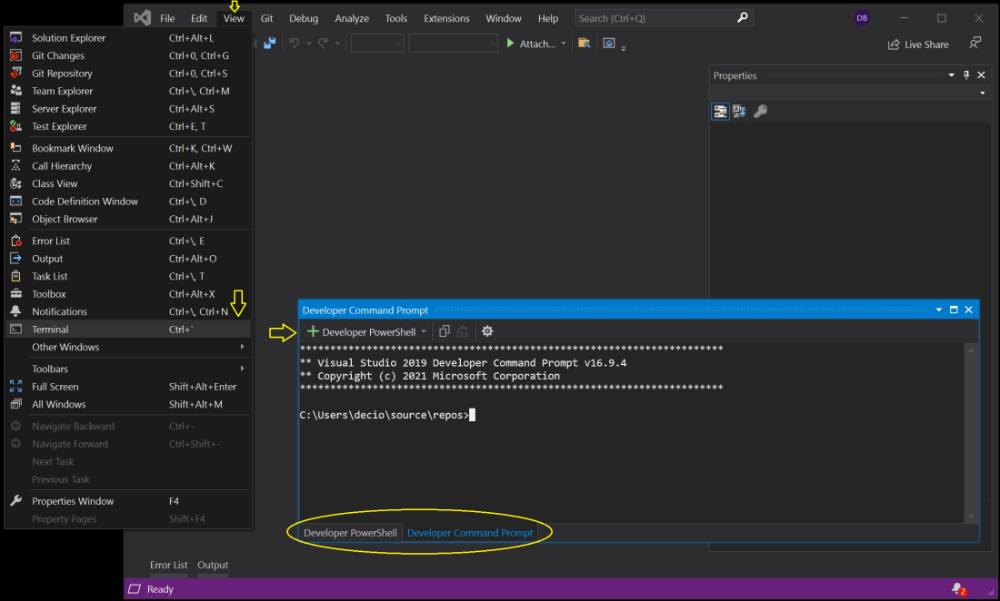 File Edit View Git Debug Analyze Tools Extensions Window Help Search (Ctrl+Q) DB
Attach... Live Share
Solution Explorer Ctrl+Alt+L
Git Changes Ctrl+0, Ctrl+G
Git Repository Ctrl+0, Ctrl+S
Team Explorer Ctrl+\, Ctrl+M
Server Explorer Ctrl+Alt+S
Test Explorer Ctrl+E, T
Bookmark Window Ctrl+K, Ctrl+W
Call Hierarchy Ctrl+Alt+K
Class View Ctrl+Shift+C
Code Definition Window Ctrl+\, D
Object Browser Ctrl+Alt+J
Error List Ctrl+\, E
Output Ctrl+Alt+O
Task List Ctrl+\, T
Toolbox Ctrl+Alt+X
Notifications Ctrl+\, Ctrl+N
Terminal Ctrl+`
Other Windows
Toolbars
Full Screen Shift+Alt+Enter
All Windows Shift+Alt+M
Navigate Backward Ctrl+-
Navigate Forward Ctrl+Shift+-
Next Task
Previous Task
Properties Window F4
Property Pages Shift+F4
Properties
Developer Command Prompt
Developer PowerShell
**********************************************************************
** Visual Studio 2019 Developer Command Prompt v16.9.4
** Copyright (c) 2021 Microsoft Corporation
**********************************************************************
C:\Users\decio\source\repos>
Developer PowerShell Developer Command Prompt
Error List Output
Ready 2